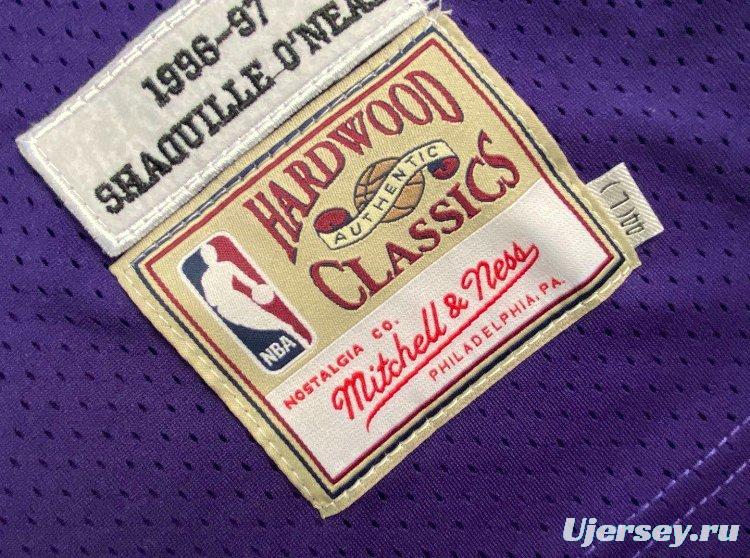 1996-97
SHAQUILLE O'NEA
HARDWOOD
AUTHENTIC
CLASSICS
NBA
NOSTALGIA CO.
Mitchell & Ness
PHILADELPHIA, PA.
Ujersey.ru